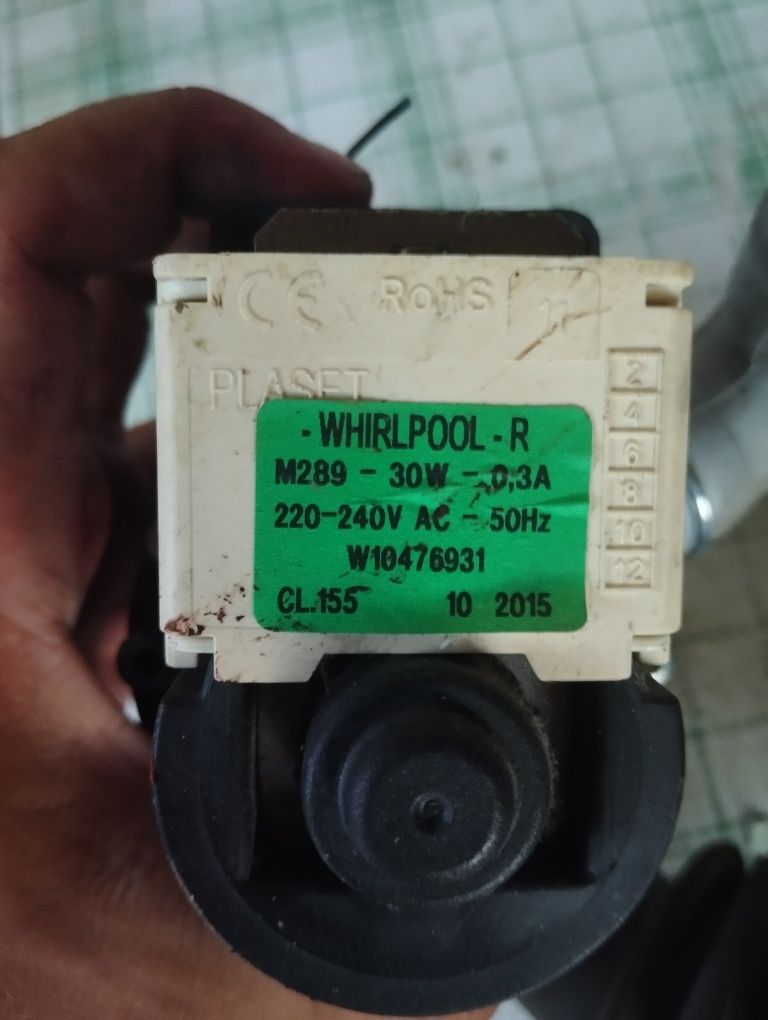 CE RoHS 11
PLASET
- WHIRLPOOL - R
M289 - 30W - 0,3A
220-240V AC - 50Hz
W10476931
CL.155 10 2015
2
4
6
8
10
12